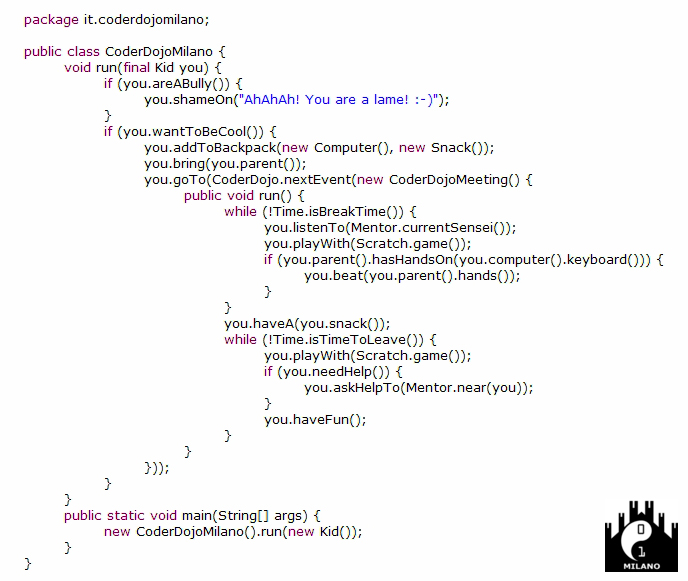 package it.coderdojomilano;
public class CoderDojoMilano {
void run(final Kid you) {
if (you.areABully()) {
you.shameOn("AhAhAh! You are a lame! :-)");
}
if (you.wantToBeCool()) {
you.addToBackpack(new Computer(), new Snack());
you.bring(you.parent());
you.goTo(CoderDojo.nextEvent(new CoderDojoMeeting() {
public void run() {
while (!Time.isBreakTime()) {
you.listenTo(Mentor.currentSensei());
you.playWith(Scratch.game());
if (you.parent().hasHandsOn(you.computer().keyboard())) {
you.beat(you.parent().hands());
}
}
you.haveA(you.snack());
while (!Time.isTimeToLeave()) {
you.playWith(Scratch.game());
if (you.needHelp()) {
you.askHelpTo(Mentor.near(you));
}
you.haveFun();
}
}
}));
}
}
public static void main(String[] args) {
new CoderDojoMilano().run(new Kid());
}
}
0
1
MILANO